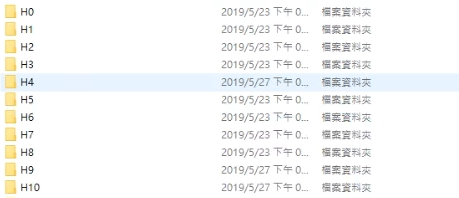 H0 2019/5/23 下午 0... 檔案資料夾
H1 2019/5/23 下午 0... 檔案資料夾
H2 2019/5/23 下午 0... 檔案資料夾
H3 2019/5/23 下午 0... 檔案資料夾
H4 2019/5/27 下午 0... 檔案資料夾
H5 2019/5/23 下午 0... 檔案資料夾
H6 2019/5/23 下午 0... 檔案資料夾
H7 2019/5/23 下午 0... 檔案資料夾
H8 2019/5/23 下午 0... 檔案資料夾
H9 2019/5/27 下午 0... 檔案資料夾
H10 2019/5/27 下午 0... 檔案資料夾